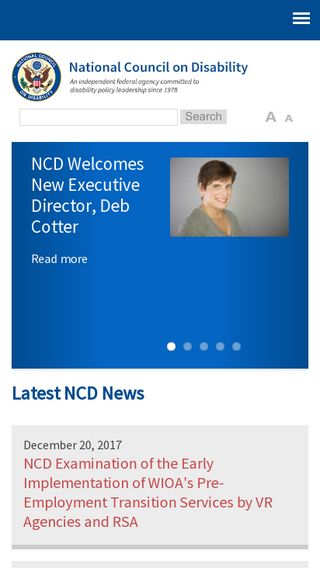 NATIONAL COUNCIL ON DISABILITY
National Council on Disability
An independent federal agency committed to
disability policy leadership since 1978
Search
A A
NCD Welcomes
New Executive
Director, Deb
Cotter
Read more
Latest NCD News
December 20, 2017
NCD Examination of the Early
Implementation of WIOA's Pre-
Employment Transition Services by VR
Agencies and RSA